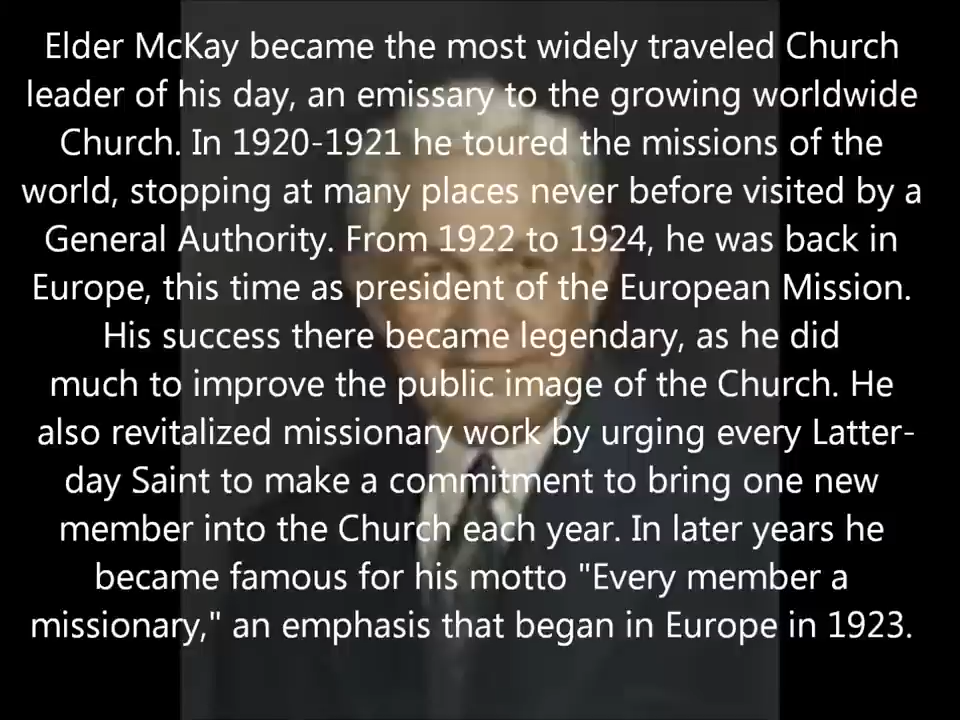 Elder McKay became the most widely traveled Church
leader of his day, an emissary to the growing worldwide
Church. In 1920-1921 he toured the missions of the
world, stopping at many places never before visited by a
General Authority. From 1922 to 1924, he was back in
Europe, this time as president of the European Mission.
His success there became legendary, as he did
much to improve the public image of the Church. He
also revitalized missionary work by urging every Latter-
day Saint to make a commitment to bring one new
member into the Church each year. In later years he
became famous for his motto "Every member a
missionary," an emphasis that began in Europe in 1923.